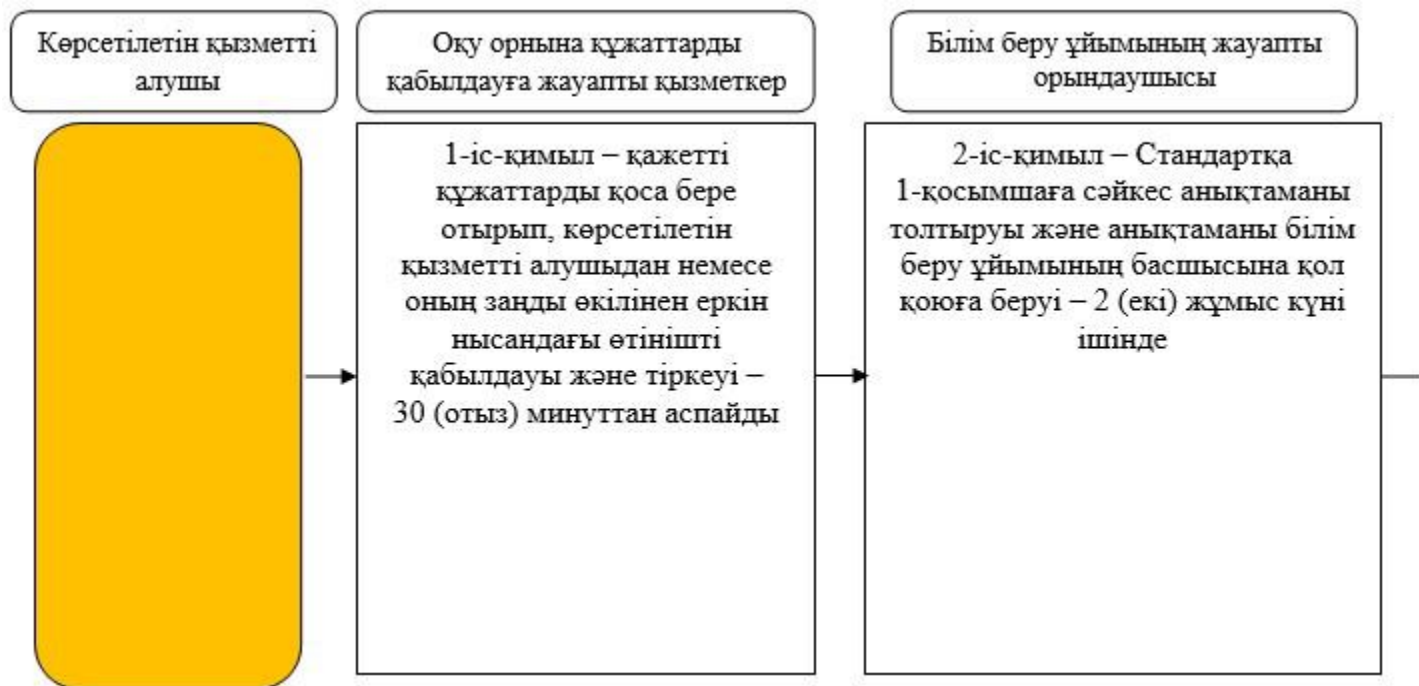 Көрсетілетін қызметті
алушы
Оқу орнына құжаттарды
қабылдауға жауапты қызметкер
Білім беру ұйымының жауапты
орындаушысы
1-іс-қимыл – қажетті
құжаттарды қоса бере
отырып, көрсетілетін
қызметті алушыдан немесе
оның заңды өкілінен еркін
нысандағы өтінішті
қабылдауы және тіркеуі –
30 (отыз) минуттан аспайды
2-іс-қимыл – Стандартқа
1-қосымшаға сәйкес анықтаманы
толтыруы және анықтаманы білім
беру ұйымының басшысына қол
қоюға беруі – 2 (екі) жұмыс күні
ішінде